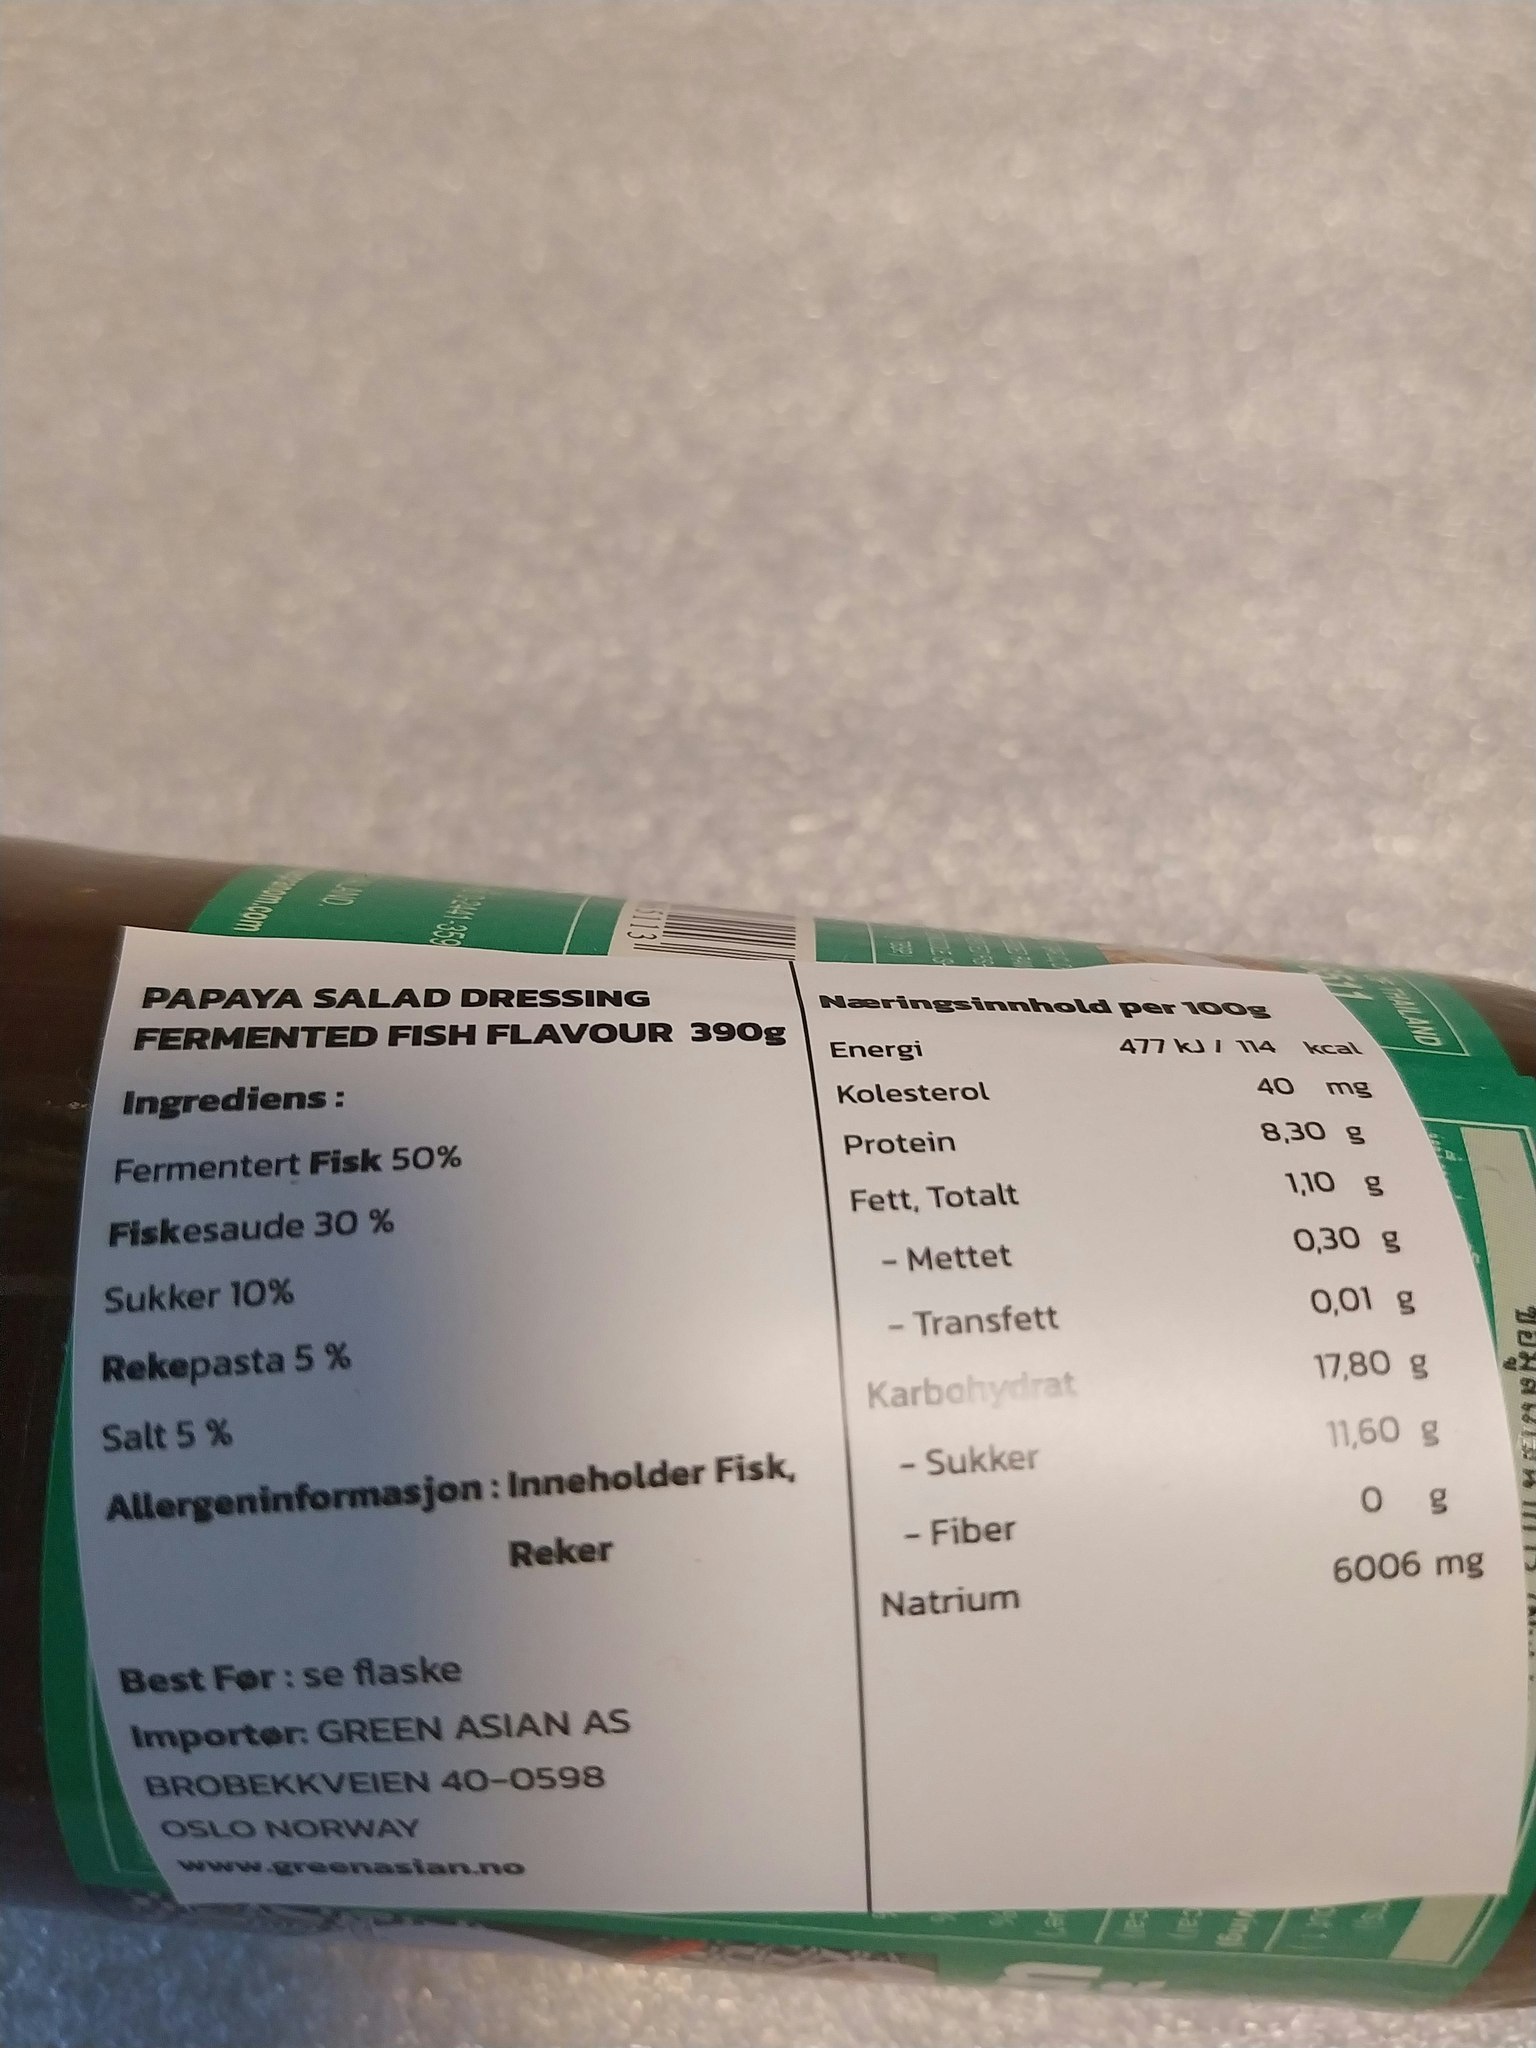 PAPAYA SALAD DRESSING
FERMENTED FISH FLAVOUR 390g
Ingrediens :
Fermentert Fisk 50%
Fiskesaude 30 %
Sukker 10%
Rekepasta 5 %
Salt 5 %
Allergeninformasjon : Inneholder Fisk,
Reker
Best Før : se flaske
Importør: GREEN ASIAN AS
BROBEKKVEIEN 40-0598
OSLO NORWAY
www.greenasian.no
Næringsinnhold per 100g
Energi 477 kJ / 114 kcal
Kolesterol 40 mg
Protein 8,30 g
Fett, Totalt 1,10 g
- Mettet 0,30 g
- Transfett 0,01 g
Karbohydrat 17,80 g
- Sukker 11,60 g
- Fiber 0 g
Natrium 6006 mg
THAILAND